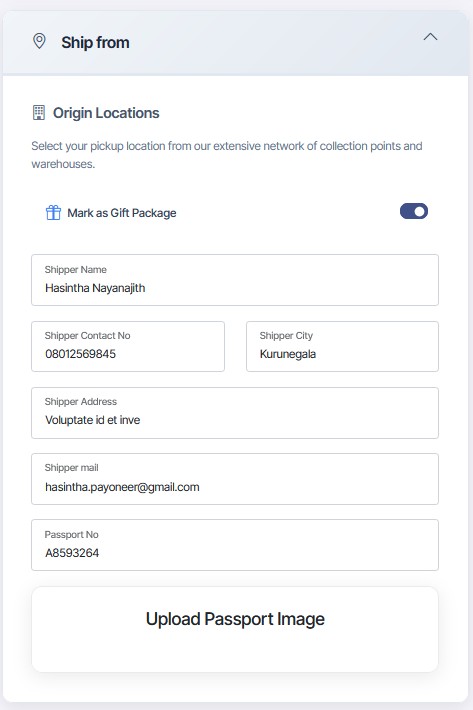 Ship from
Origin Locations
Select your pickup location from our extensive network of collection points and
warehouses.
Mark as Gift Package
Shipper Name
Hasintha Nayanajith
Shipper Contact No
08012569845
Shipper City
Kurunegala
Shipper Address
Voluptate id et inve
Shipper mail
hasintha.payoneer@gmail.com
Passport No
A8593264
Upload Passport Image